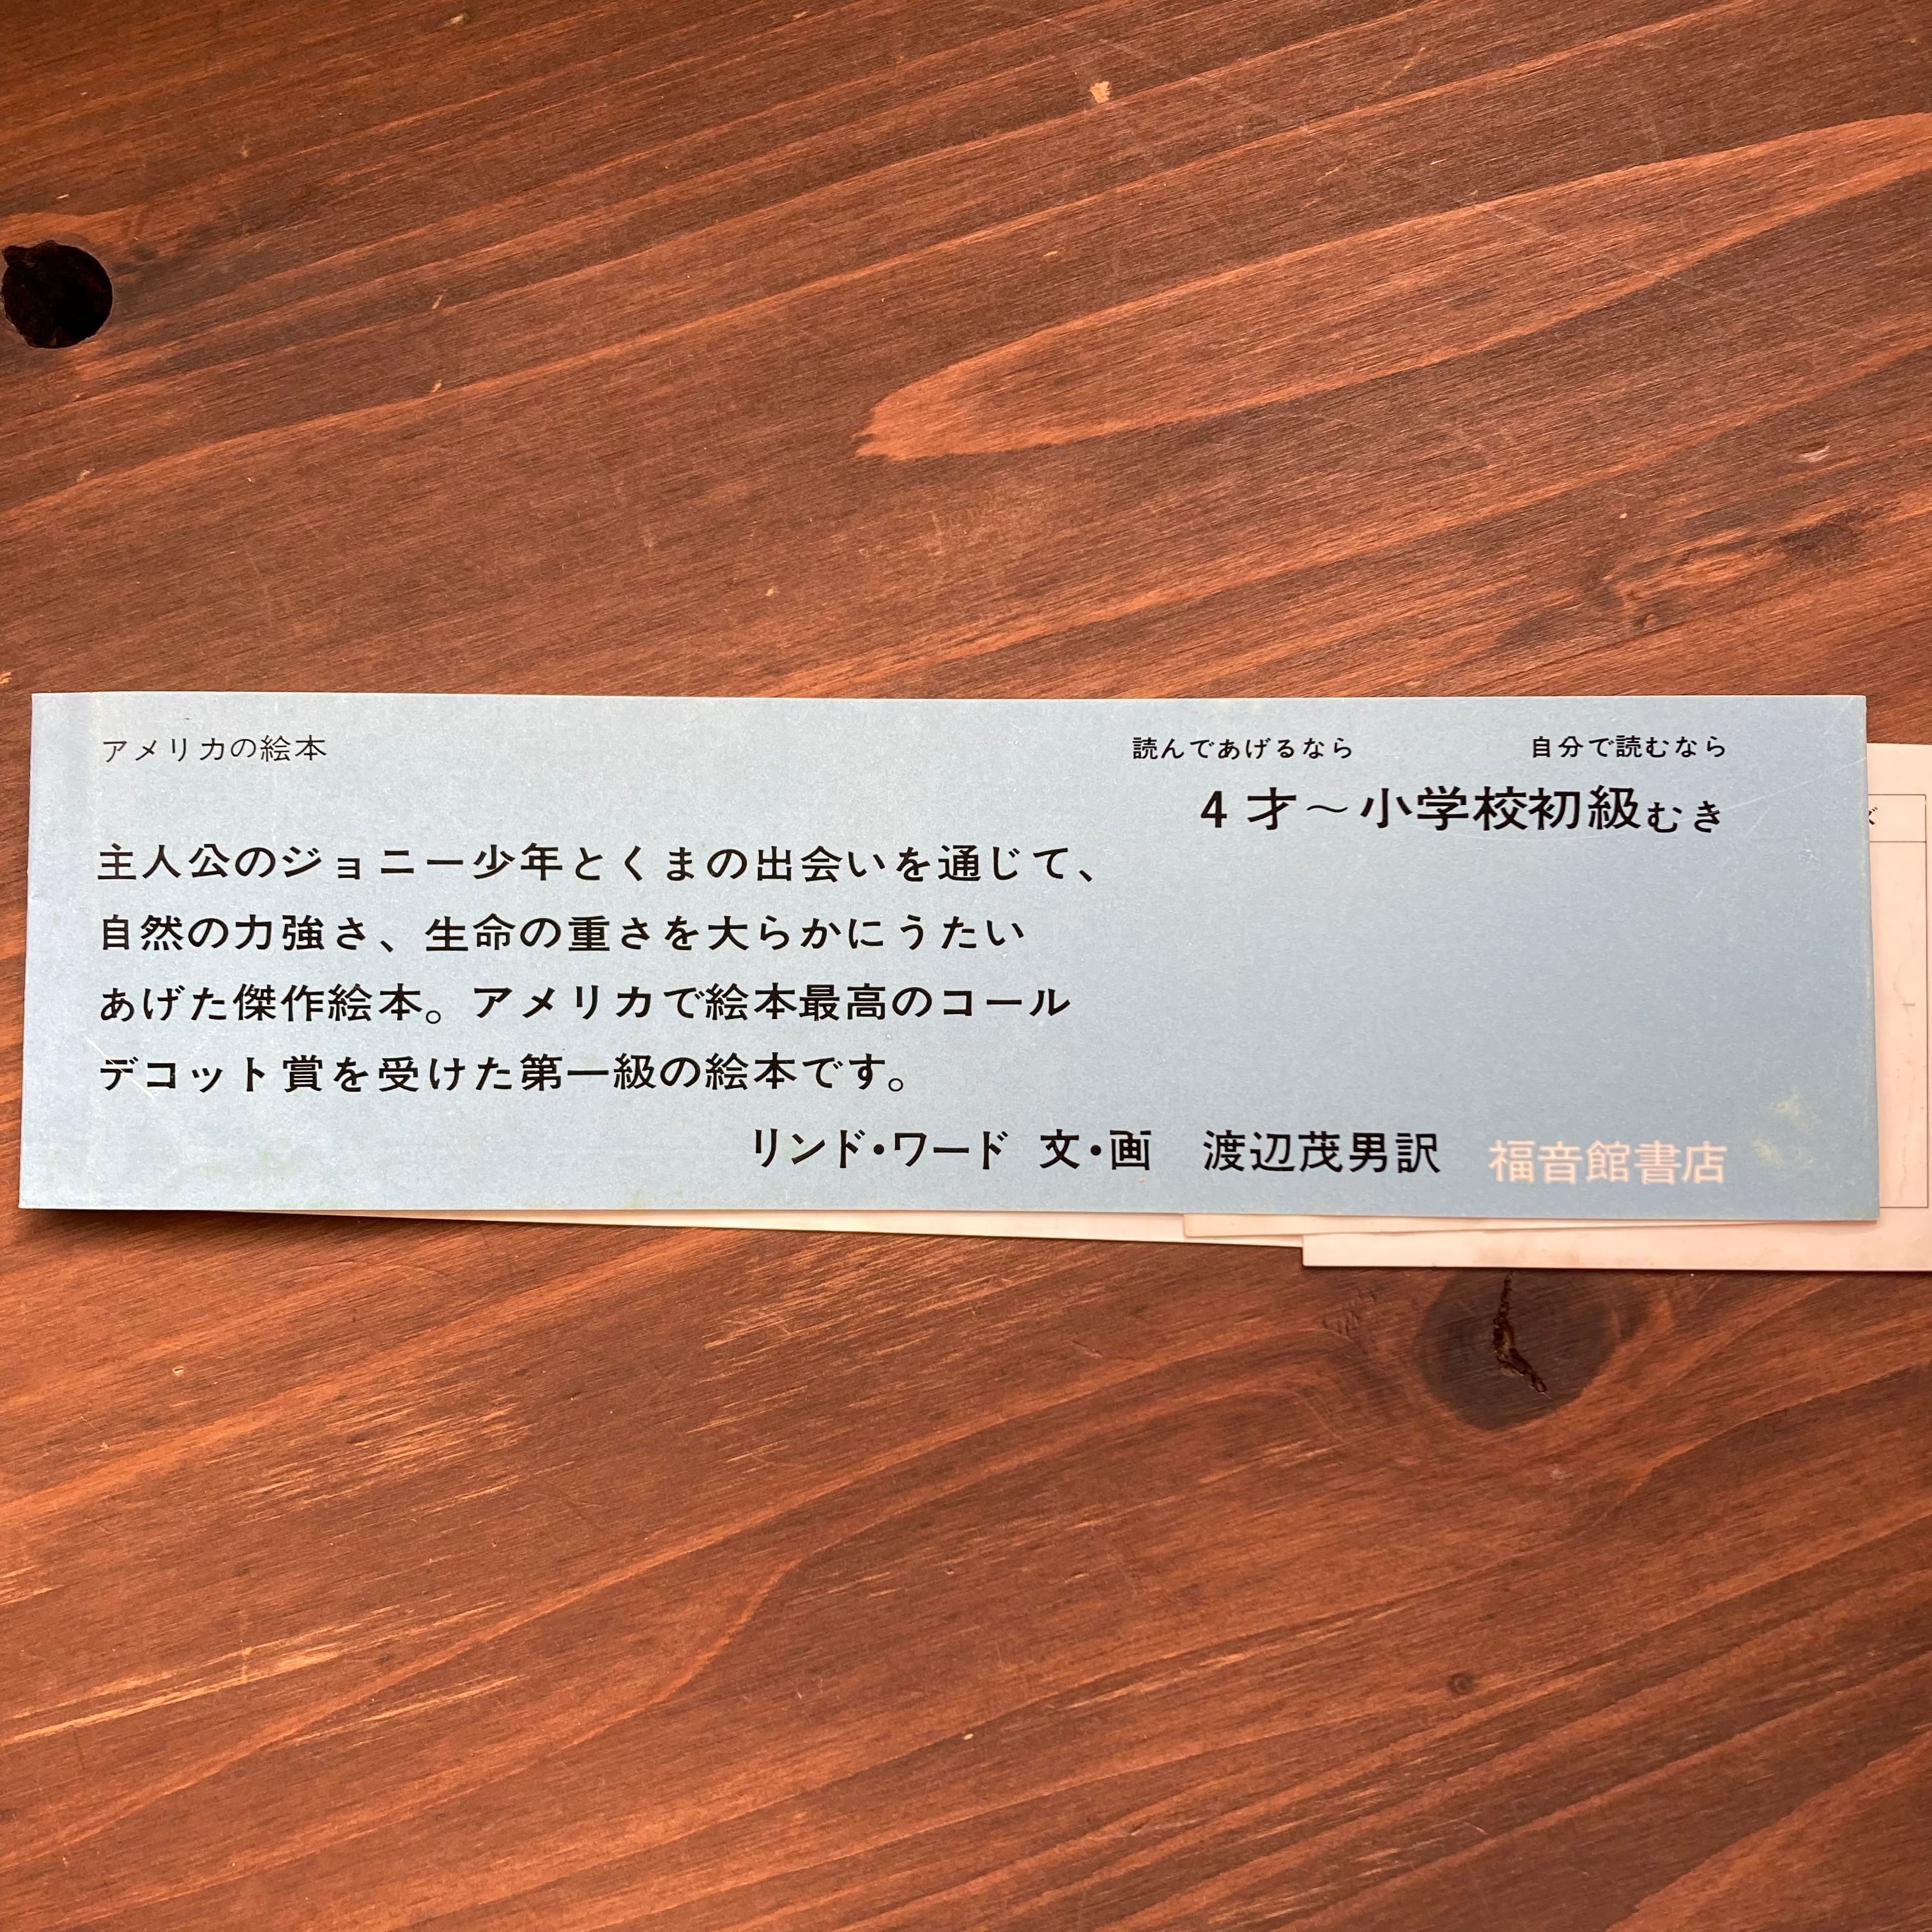 アメリカの絵本
読んであげるなら 自分で読むなら
4才〜小学校初級むき
主人公のジョニー少年とくまの出会いを通じて、
自然の力強さ、生命の重さを大らかにうたい
あげた傑作絵本。アメリカで絵本最高のコール
デコット賞を受けた第一級の絵本です。
リンド・ワード 文・画 渡辺茂男訳 福音館書店